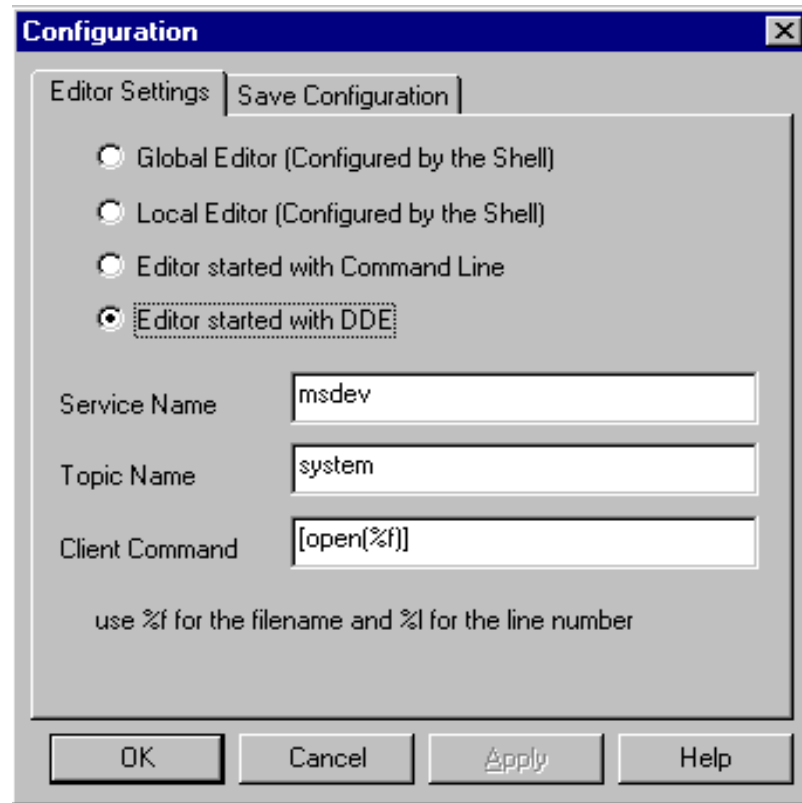 Configuration
Editor Settings
Save Configuration
Global Editor (Configured by the Shell)
Local Editor (Configured by the Shell)
Editor started with Command Line
Editor started with DDE
Service Name
msdev
Topic Name
system
Client Command
[open(%f)]
use %f for the filename and %l for the line number
OK
Cancel
Apply
Help